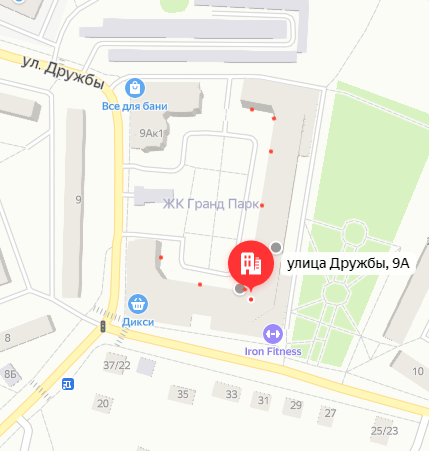 ул. Дружбы
Все для бани
9Ак1
9
ЖК Гранд Парк
улица Дружбы, 9А
Дикси
Iron Fitness
8
37/22
8Б
10
20
35
33
31
29
27
25/23